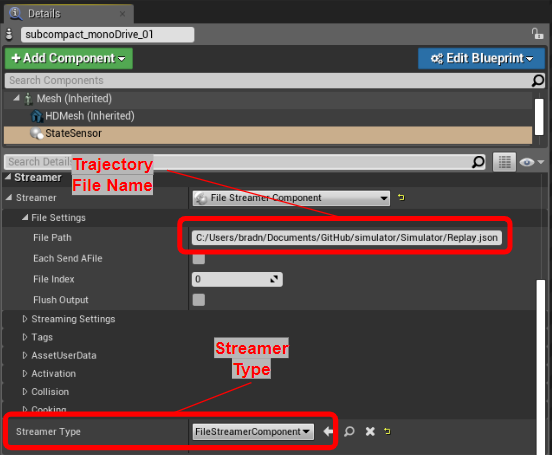 Details
subcompact_monoDrive_01
+ Add Component
Edit Blueprint
Search Components
Mesh (Inherited)
HDMesh (Inherited)
StateSensor
Search Detai
Trajectory
File Name
Streamer
Streamer
File Streamer Component
File Settings
File Path
C:/Users/bradn/Documents/GitHub/simulator/Simulator/Replay.json
Each Send AFile
File Index
0
Flush Output
Streaming Settings
Tags
AssetUserData
Activation
Collision
Cooking
Streamer
Type
Streamer Type
FileStreamerComponent